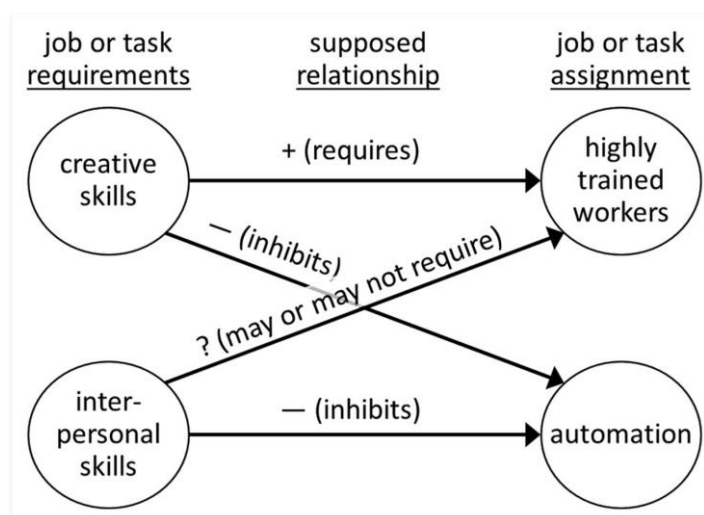 job or task
requirements
supposed
relationship
job or task
assignment
creative
skills
+ (requires)
highly
trained
workers
— (inhibits)
? (may or may not require)
inter-
personal
skills
— (inhibits)
automation